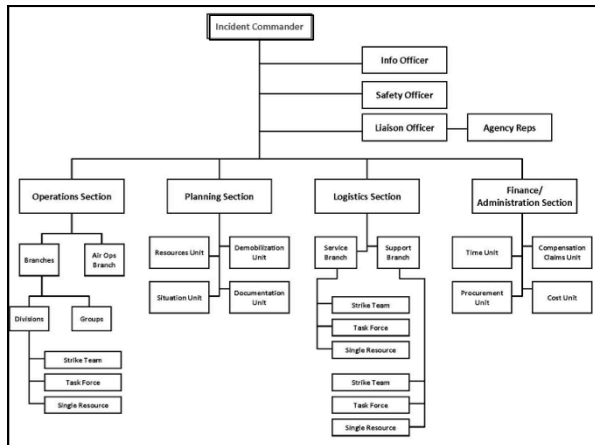 Incident Commander
Info Officer
Safety Officer
Liaison Officer
Agency Reps
Operations Section
Planning Section
Logistics Section
Finance/
Administration Section
Branches
Air Ops
Branch
Resources Unit
Demobilization
Unit
Service
Branch
Support
Branch
Time Unit
Compensation
Claims Unit
Situation Unit
Documentation
Unit
Procurement
Unit
Cost Unit
Divisions
Groups
Strike Team
Task Force
Single Resource
Strike Team
Task Force
Single Resource
Strike Team
Task Force
Single Resource